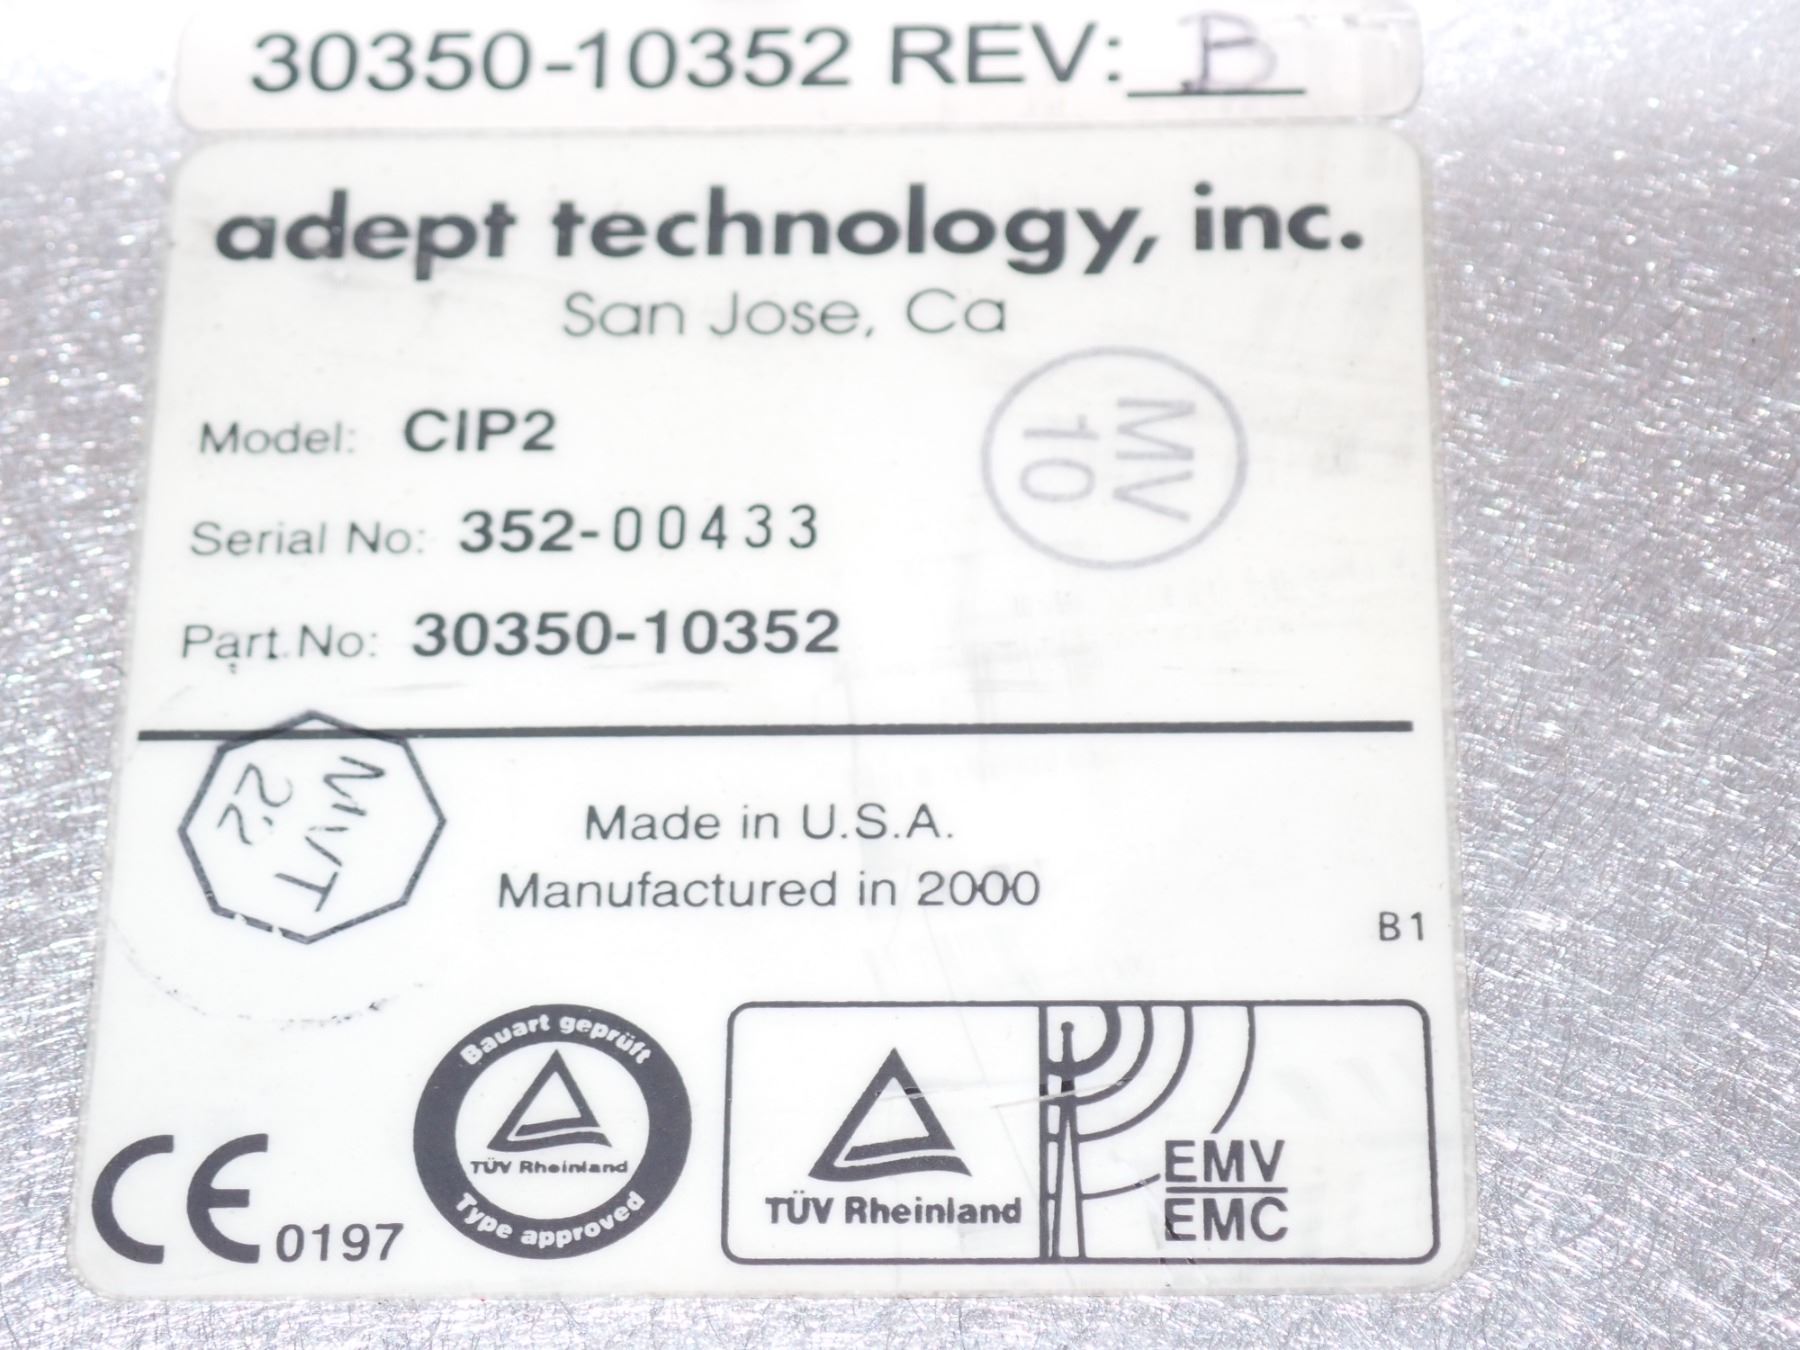 30350-10352 REV: B
adept technology, inc.
San Jose, Ca
MV
10
Model: CIP2
Serial No: 352-00433
Part No: 30350-10352
MVT
22
Made in U.S.A.
Manufactured in 2000
B1
CE 0197
Bauart geprüft
TÜV Rheinland
Type approved
TÜV Rheinland
EMV
EMC